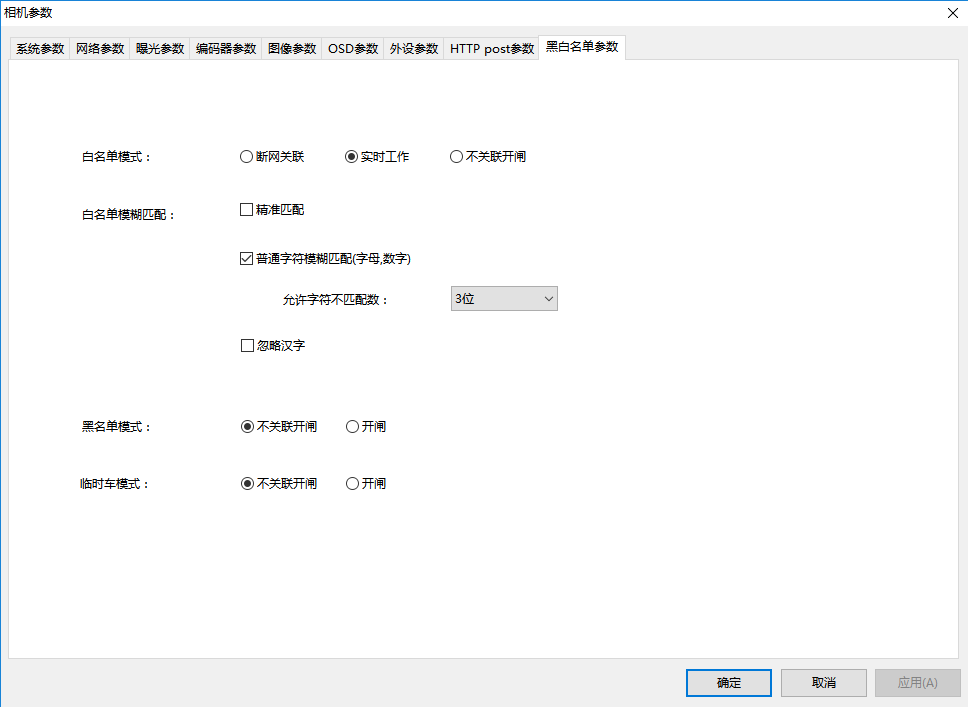 相机参数
系统参数 网络参数 曝光参数 编码器参数 图像参数 OSD参数 外设参数 HTTP post参数 黑白名单参数
白名单模式： 断网关联 实时工作 不关联开闸
白名单模糊匹配： 精准匹配
普通字符模糊匹配(字母,数字)
允许字符不匹配数： 3位
忽略汉字
黑名单模式： 不关联开闸 开闸
临时车模式： 不关联开闸 开闸
确定 取消 应用(A)